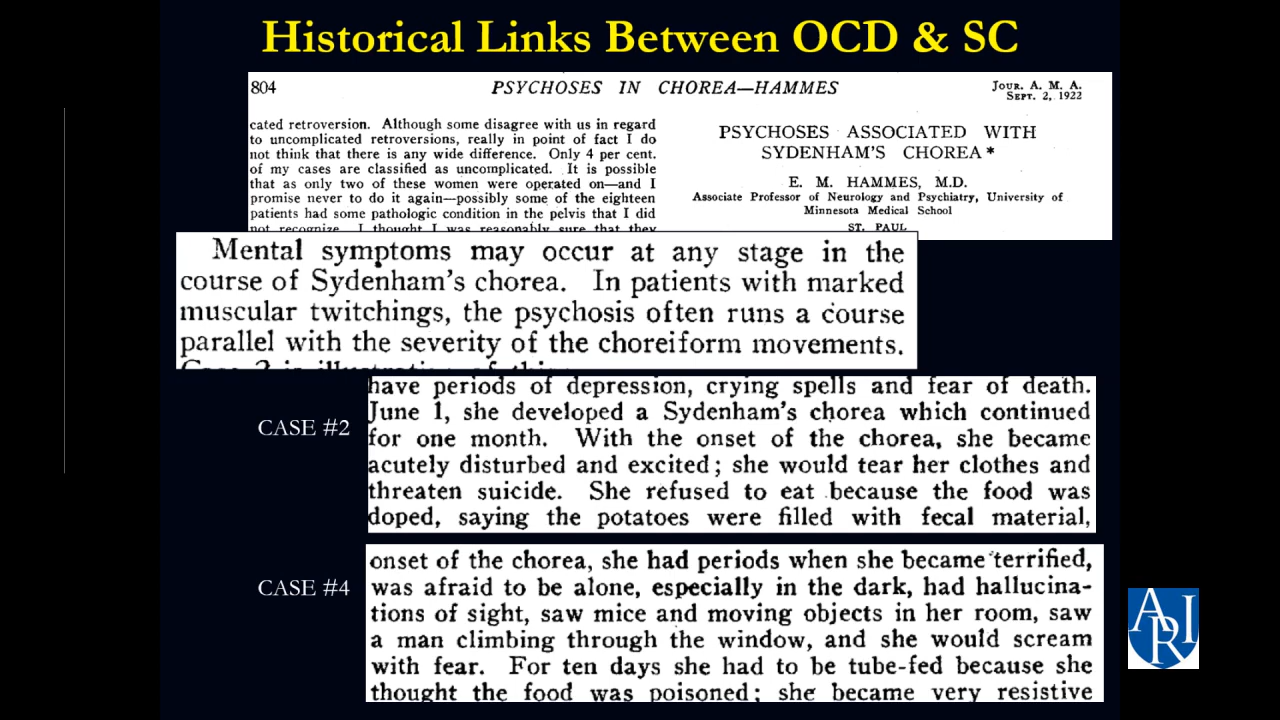 Historical Links Between OCD & SC
804
PSYCHOSES IN CHOREA—HAMMES
JOUR. A. M. A.
SEPT. 2, 1922
cated retroversion. Although some disagree with us in regard
to uncomplicated retroversions, really in point of fact I do
not think that there is any wide difference. Only 4 per cent.
of my cases are classified as uncomplicated. It is possible
that as only two of these women were operated on—and I
promise never to do it again—possibly some of the eighteen
patients had some pathologic condition in the pelvis that I did
not recognize. I thought I was reasonably sure that they
PSYCHOSES ASSOCIATED WITH
SYDENHAM'S CHOREA*
E. M. HAMMES, M.D.
Associate Professor of Neurology and Psychiatry, University of
Minnesota Medical School
ST. PAUL
Mental symptoms may occur at any stage in the
course of Sydenham's chorea. In patients with marked
muscular twitchings, the psychosis often runs a course
parallel with the severity of the choreiform movements.
CASE #2
have periods of depression, crying spells and fear of death.
June 1, she developed a Sydenham's chorea which continued
for one month. With the onset of the chorea, she became
acutely disturbed and excited; she would tear her clothes and
threaten suicide. She refused to eat because the food was
doped, saying the potatoes were filled with fecal material,
CASE #4
onset of the chorea, she had periods when she became terrified,
was afraid to be alone, especially in the dark, had hallucina-
tions of sight, saw mice and moving objects in her room, saw
a man climbing through the window, and she would scream
with fear. For ten days she had to be tube-fed because she
thought the food was poisoned; she became very resistive
ARI